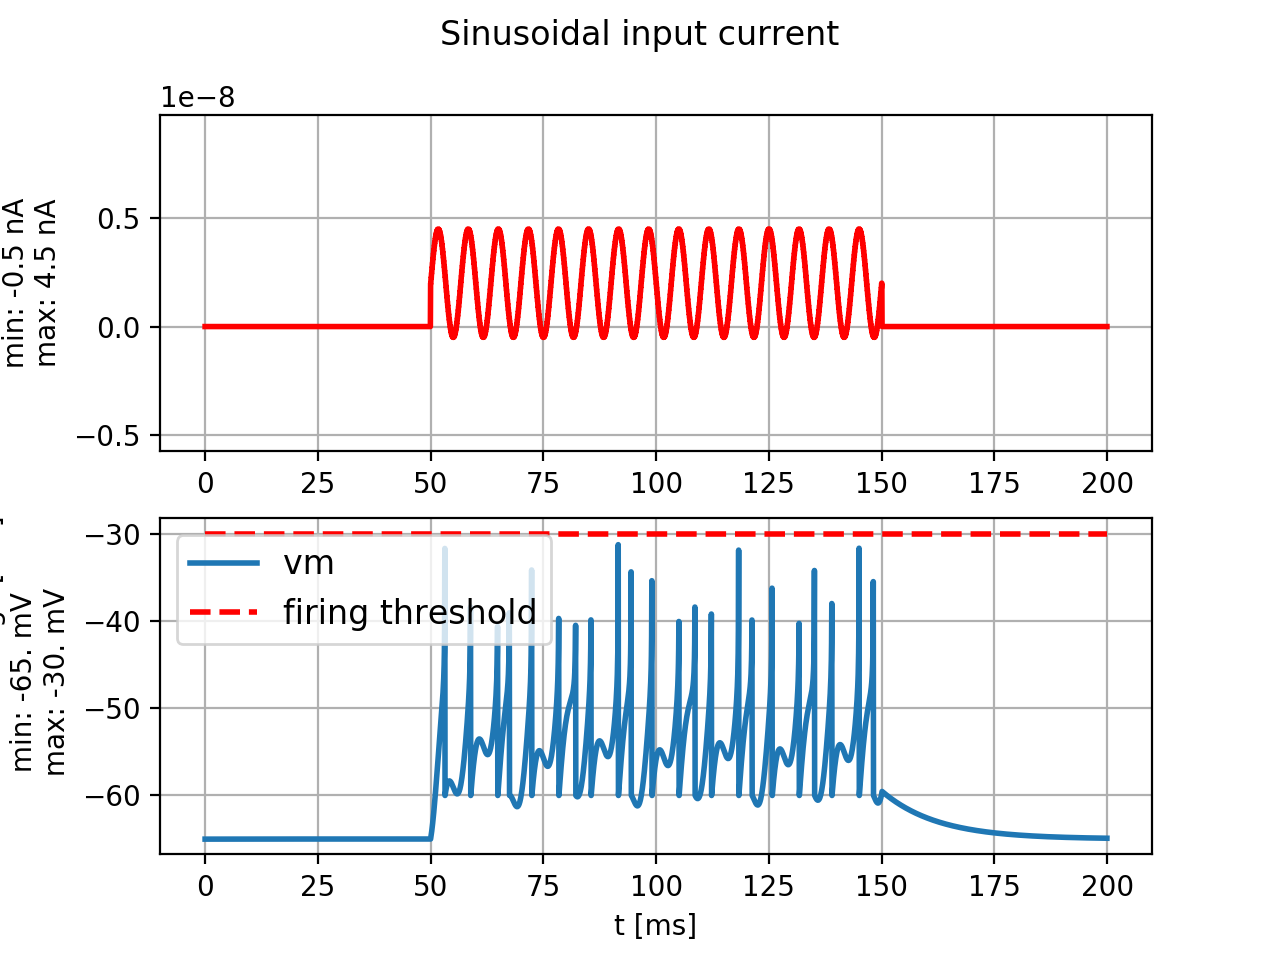 Sinusoidal input current
1e−8
min: -0.5 nA
max: 4.5 nA
0.5
0.0
−0.5
0 25 50 75 100 125 150 175 200
min: -65. mV
max: -30. mV
−30
−40
−50
−60
vm
firing threshold
0 25 50 75 100 125 150 175 200
t [ms]